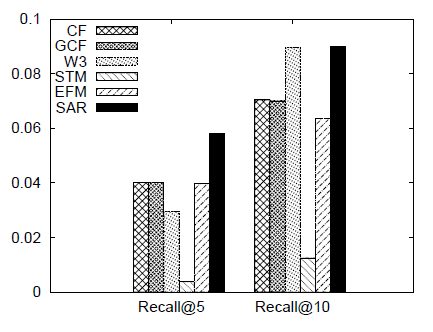 0.1
0.08
0.06
0.04
0.02
0
CF
GCF
W3
STM
EFM
SAR
Recall@5 Recall@10